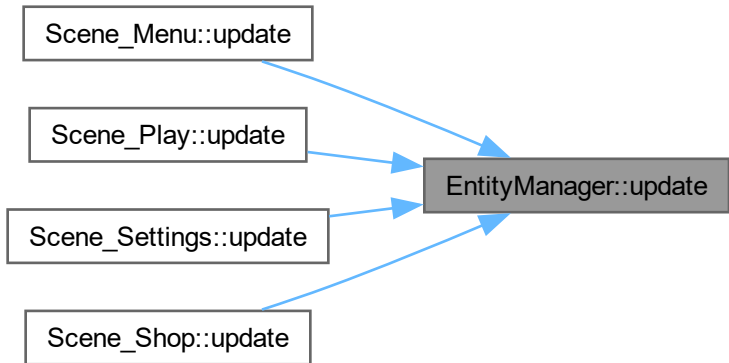 Scene_Menu::update
Scene_Play::update
EntityManager::update
Scene_Settings::update
Scene_Shop::update